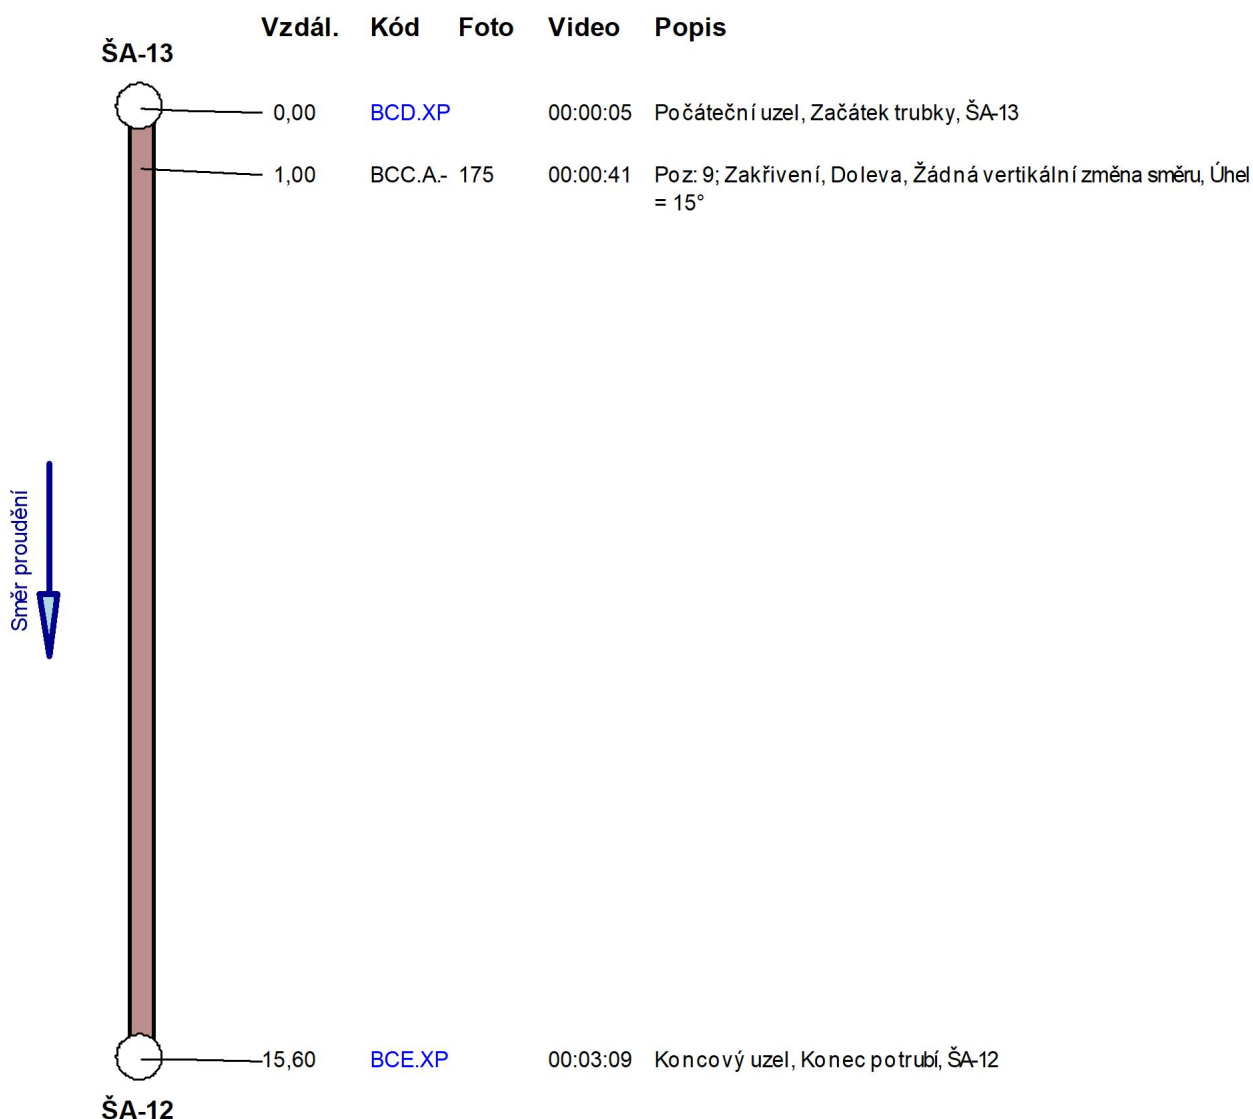 Vzdál. Kód Foto Video Popis
ŠA-13
0,00 BCD.XP 00:00:05 Počáteční uzel, Začátek trubky, ŠA-13
1,00 BCC.A.- 175 00:00:41 Poz: 9; Zakřivení, Doleva, Žádná vertikální změna směru, Úhel
= 15°
Směr proudění
15,60 BCE.XP 00:03:09 Koncový uzel, Konec potrubí, ŠA-12
ŠA-12